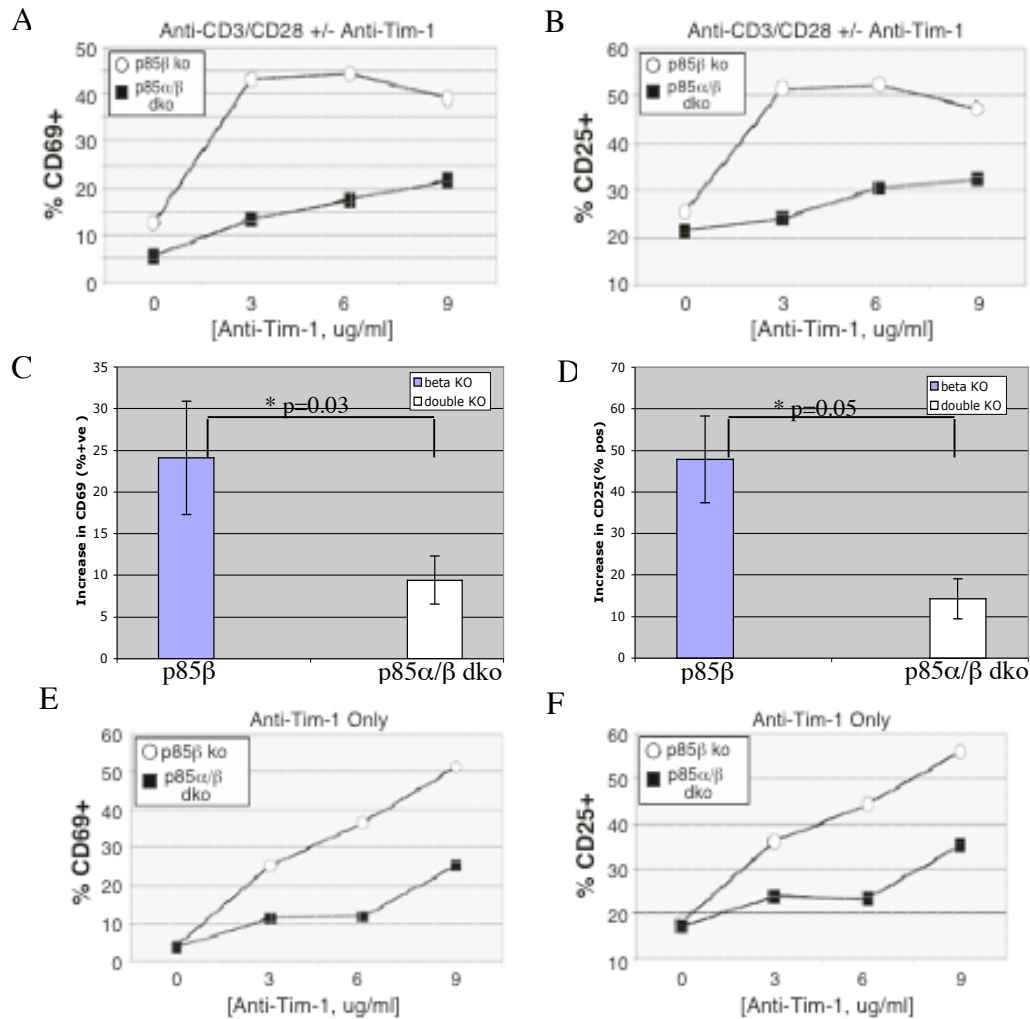 A
Anti-CD3/CD28 +/- Anti-Tim-1
p85β ko
p85α/β
dko
% CD69+
50
40
30
20
10
0
0 3 6 9
[Anti-Tim-1, ug/ml]
B
Anti-CD3/CD28 +/- Anti-Tim-1
p85β ko
p85α/β
dko
% CD25+
60
50
40
30
20
10
0 3 6 9
[Anti-Tim-1, ug/ml]
C
beta KO
double KO
* p=0.03
Increase in CD69 (%+ve)
35
30
25
20
15
10
5
0
p85β p85α/β dko
D
beta KO
double KO
* p=0.05
Increase in CD25(% pos)
70
60
50
40
30
20
10
0
p85β p85α/β dko
E
Anti-Tim-1 Only
p85β ko
p85α/β
dko
% CD69+
60
50
40
30
20
10
0
0 3 6 9
[Anti-Tim-1, ug/ml]
F
Anti-Tim-1 Only
p85β ko
p85α/β
dko
% CD25+
60
50
40
30
20
10
0 3 6 9
[Anti-Tim-1, ug/ml]